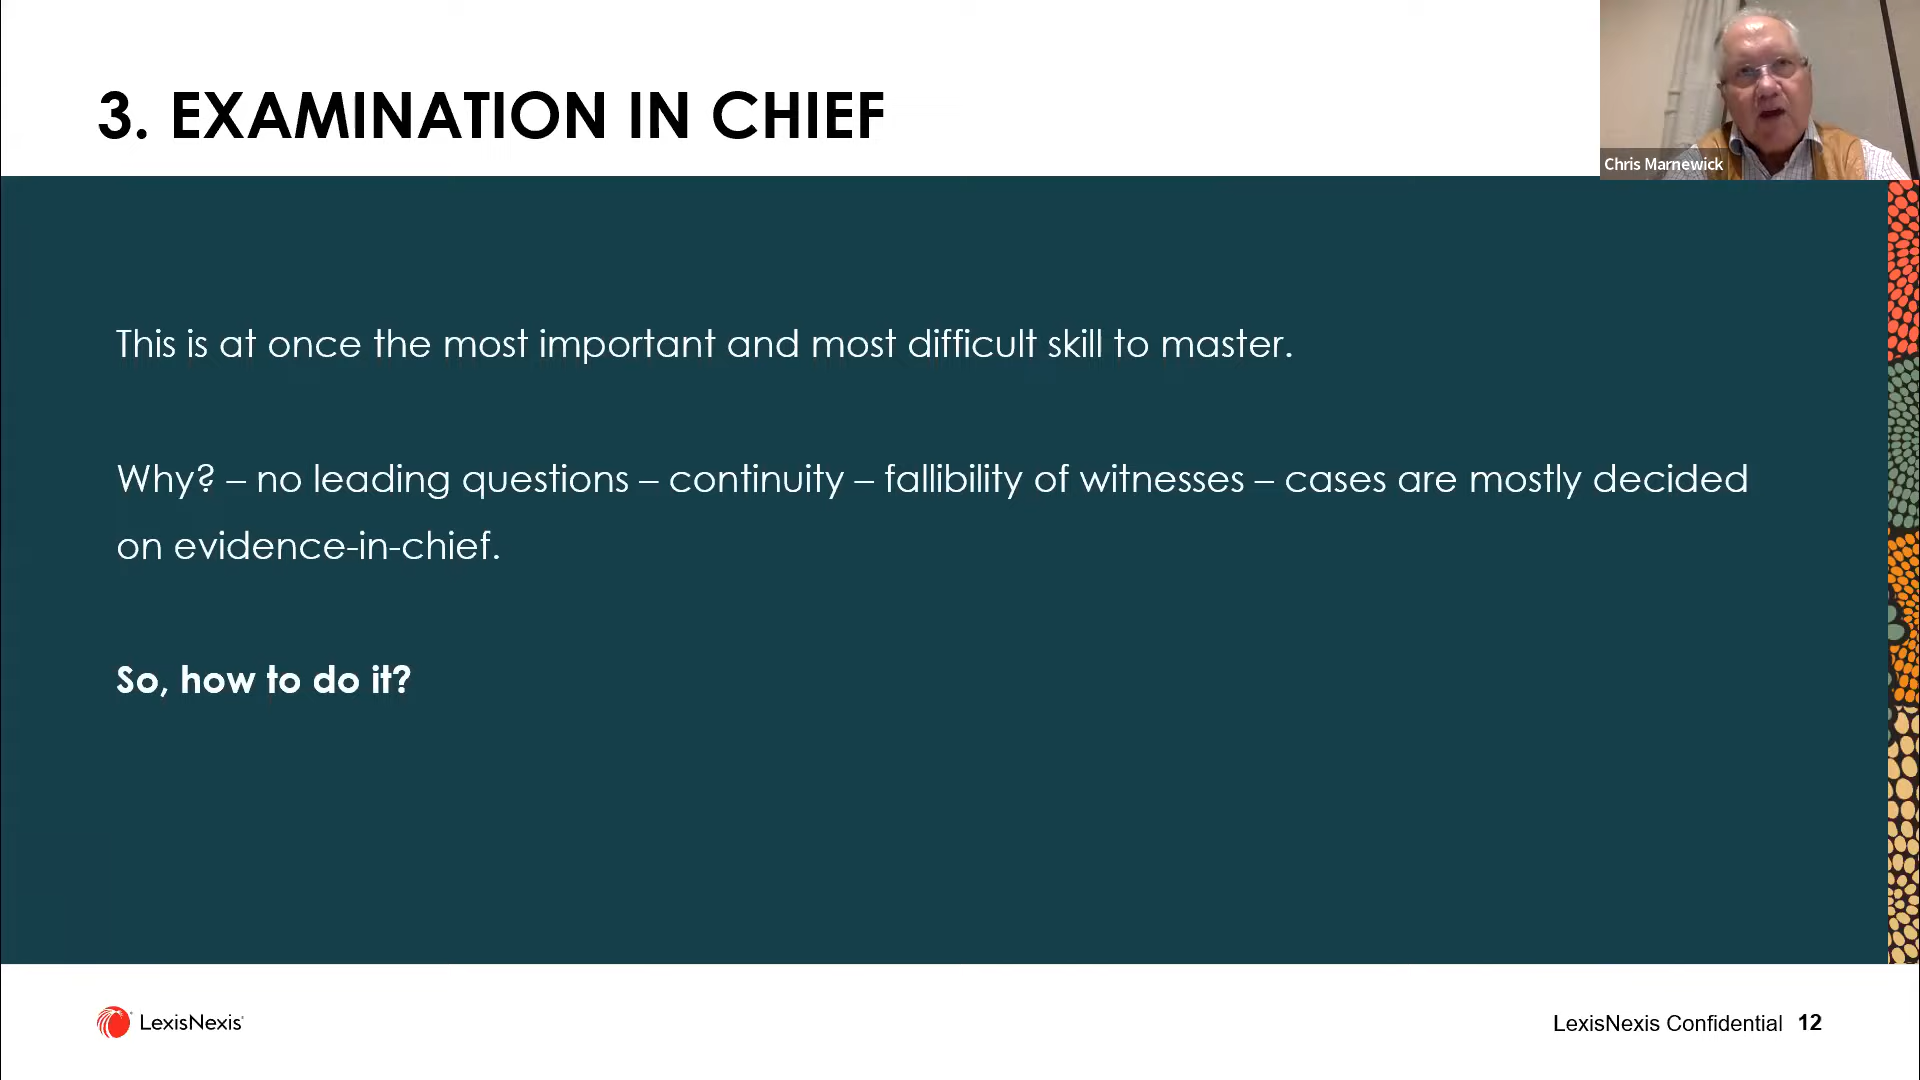 3. EXAMINATION IN CHIEF
Chris Marnewick
This is at once the most important and most difficult skill to master.
Why? – no leading questions – continuity – fallibility of witnesses – cases are mostly decided
on evidence-in-chief.
So, how to do it?
LexisNexis
LexisNexis Confidential 12